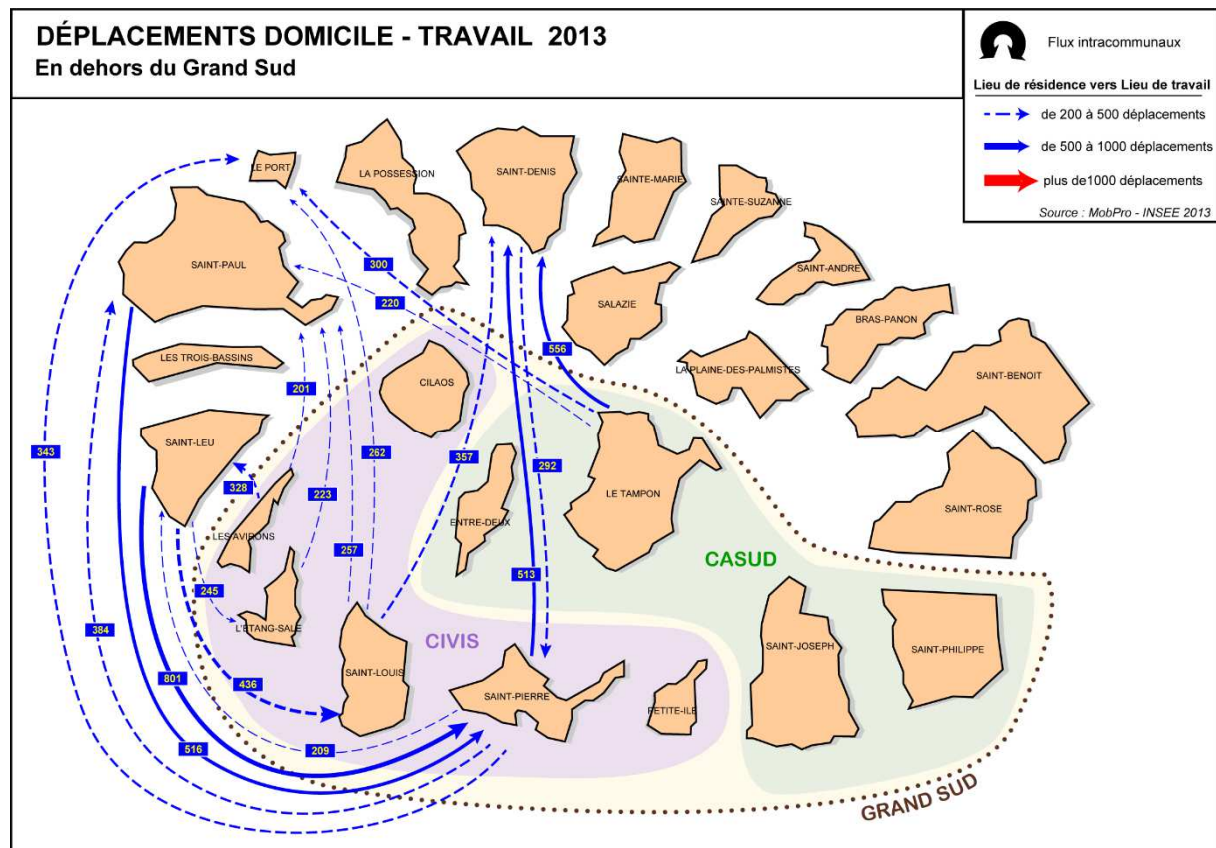 DÉPLACEMENTS DOMICILE - TRAVAIL 2013
En dehors du Grand Sud
Flux intracommunaux
Lieu de résidence vers Lieu de travail
de 200 à 500 déplacements
de 500 à 1000 déplacements
plus de1000 déplacements
Source : MobPro - INSEE 2013
LE PORT
LA POSSESSION
SAINT-DENIS
SAINTE-MARIE
SAINTE-SUZANNE
SAINT-PAUL
SAINT-ANDRE
300
220
SALAZIE
BRAS-PANON
556
LES TROIS-BASSINS
201
CILAOS
LA PLAINE-DES-PALMISTES
SAINT-BENOIT
SAINT-LEU
343
262
357
292
328
223
LE TAMPON
SAINT-ROSE
ENTRE-DEUX
LES AVIRONS
257
CASUD
513
245
L'ETANG-SALE
384
CIVIS
SAINT-JOSEPH
SAINT-PHILIPPE
801
436
SAINT-LOUIS
SAINT-PIERRE
PETITE-ILE
516
209
GRAND SUD